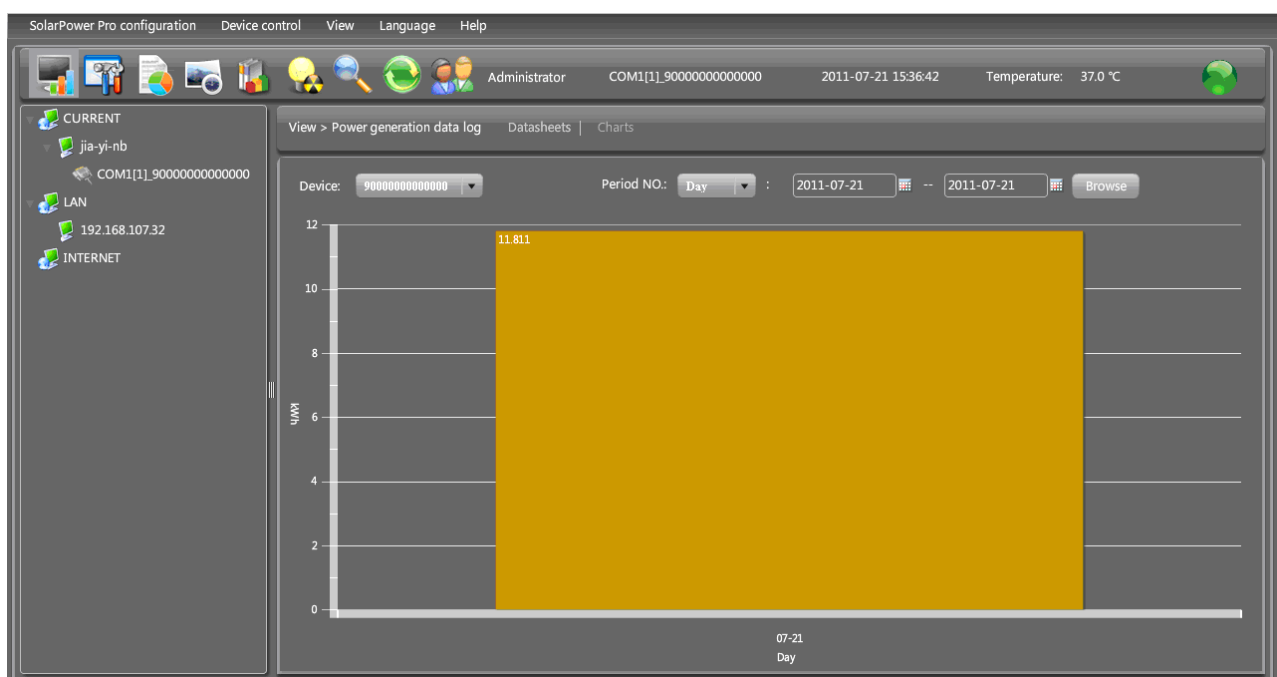 SolarPower Pro configuration Device control View Language Help
Administrator COM1[1]_90000000000000 2011-07-21 15:36:42 Temperature: 37.0 ℃
CURRENT
jia-yi-nb
COM1[1]_90000000000000
LAN
192.168.107.32
INTERNET
View > Power generation data log Datasheets | Charts
Device: 90000000000000 Period NO.: Day : 2011-07-21 -- 2011-07-21 Browse
12
11.811
10
8
kWh
6
4
2
0
07-21
Day